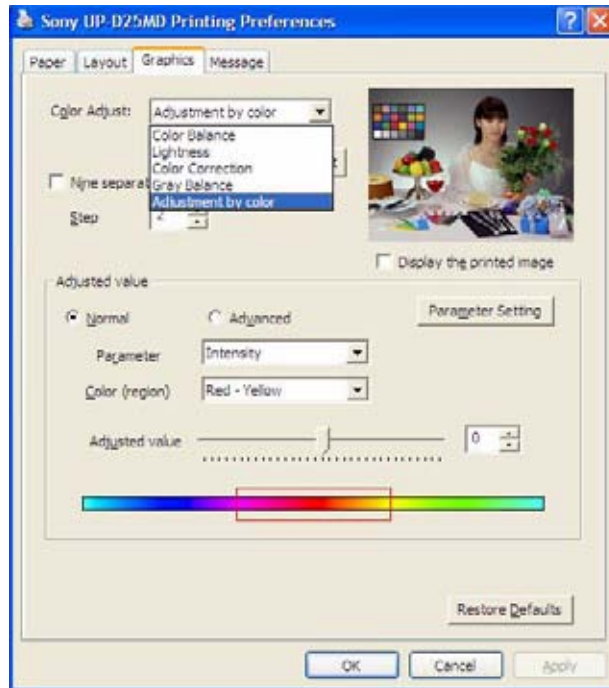 Sony UP-D25MD Printing Preferences
Paper Layout Graphics Message
Color Adjust: Adjustment by color
Color Balance
Lightness
Color Correction
Gray Balance
Adjustment by color
Step 2
Display the printed image
Adjusted value
Normal Advanced Parameter Setting
Parameter Intensity
Color (region) Red - Yellow
Adjusted value 0
Restore Defaults
OK Cancel Apply